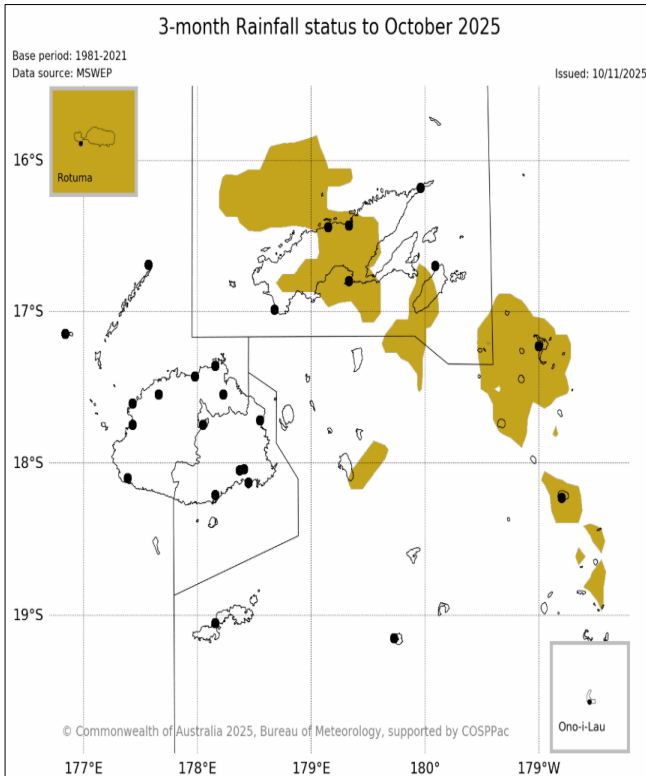 3-month Rainfall status to October 2025
Base period: 1981-2021
Data source: MSWEP
Issued: 10/11/2025
16°S
Rotuma
17°S
18°S
19°S
Ono-i-Lau
© Commonwealth of Australia 2025, Bureau of Meteorology, supported by COSPPac
177°E 178°E 179°E 180° 179°W